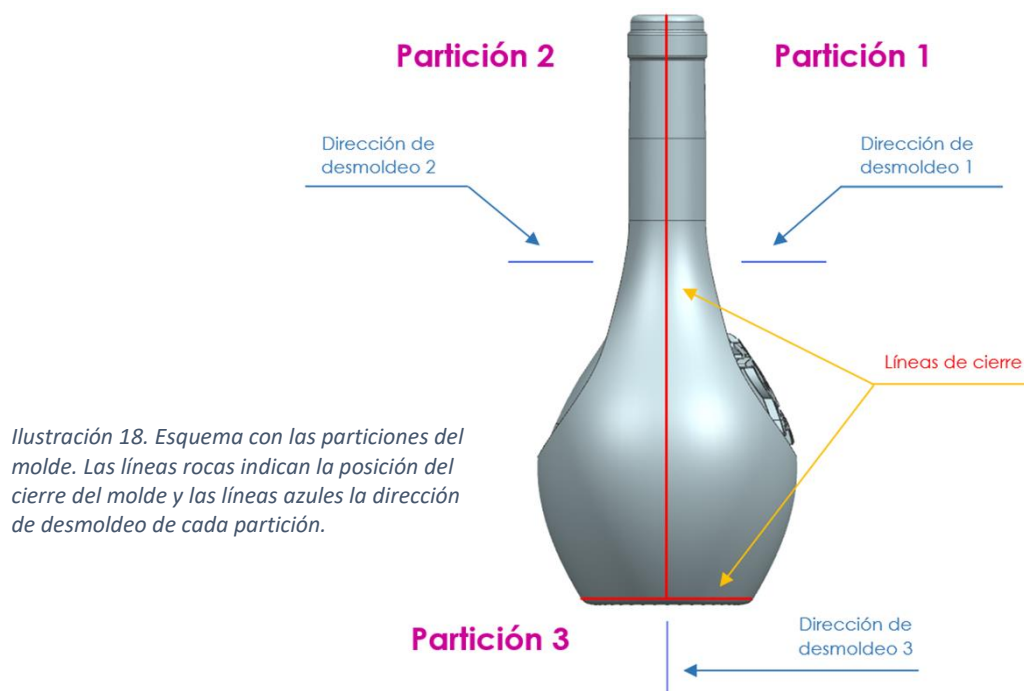 Partición 2
Partición 1
Dirección de
desmoldeo 2
Dirección de
desmoldeo 1
Líneas de cierre
Ilustración 18. Esquema con las particiones del
molde. Las líneas rocas indican la posición del
cierre del molde y las líneas azules la dirección
de desmoldeo de cada partición.
Partición 3
Dirección de
desmoldeo 3